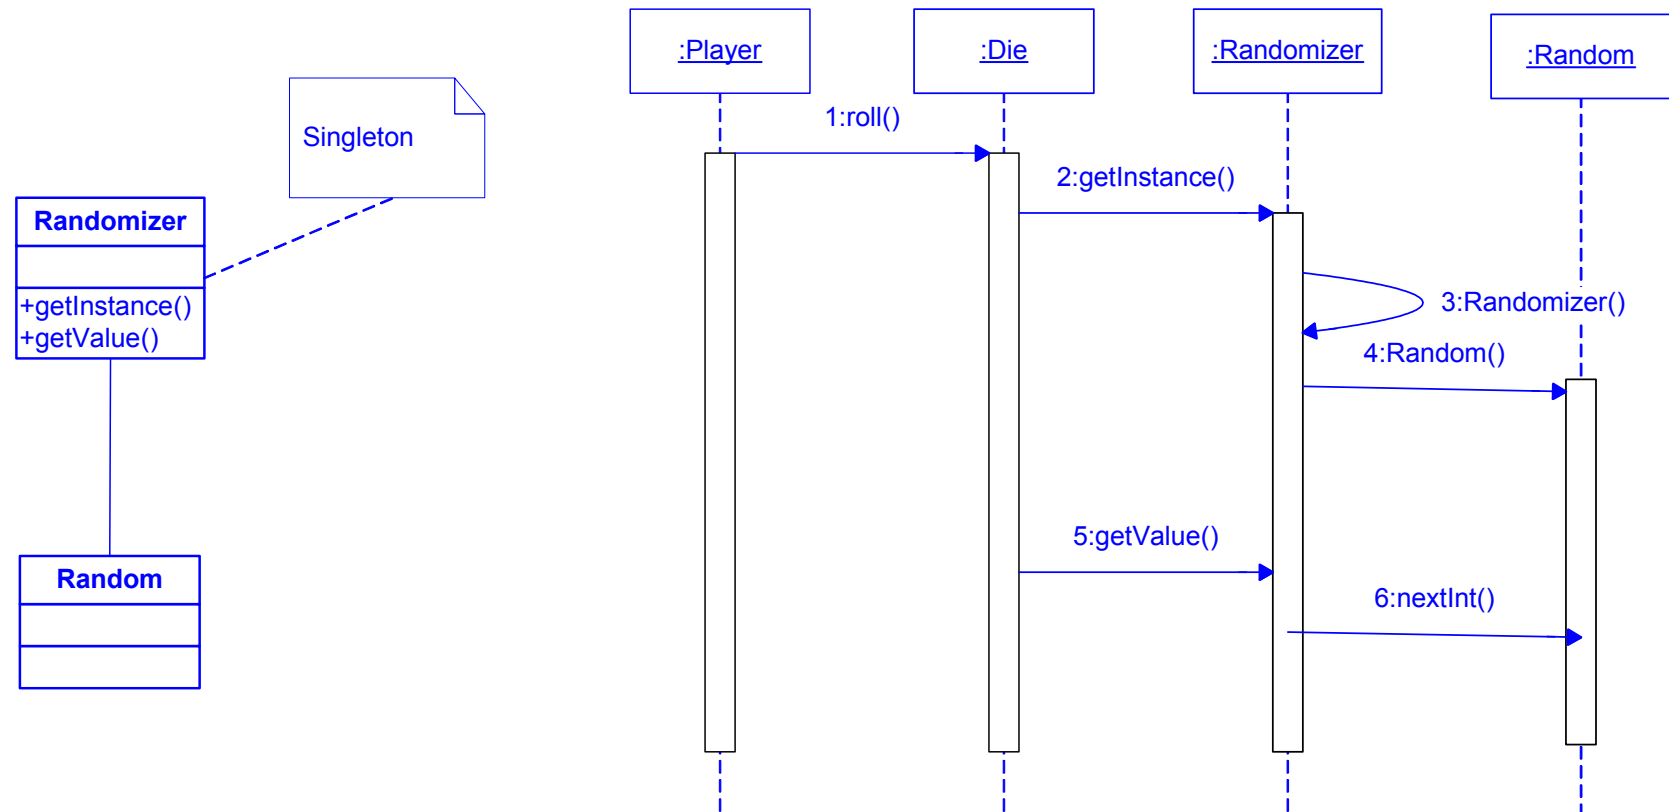 Singleton
Randomizer
+getInstance()
+getValue()
Random
:Player
:Die
:Randomizer
:Random
1:roll()
2:getInstance()
3:Randomizer()
4:Random()
5:getValue()
6:nextInt()